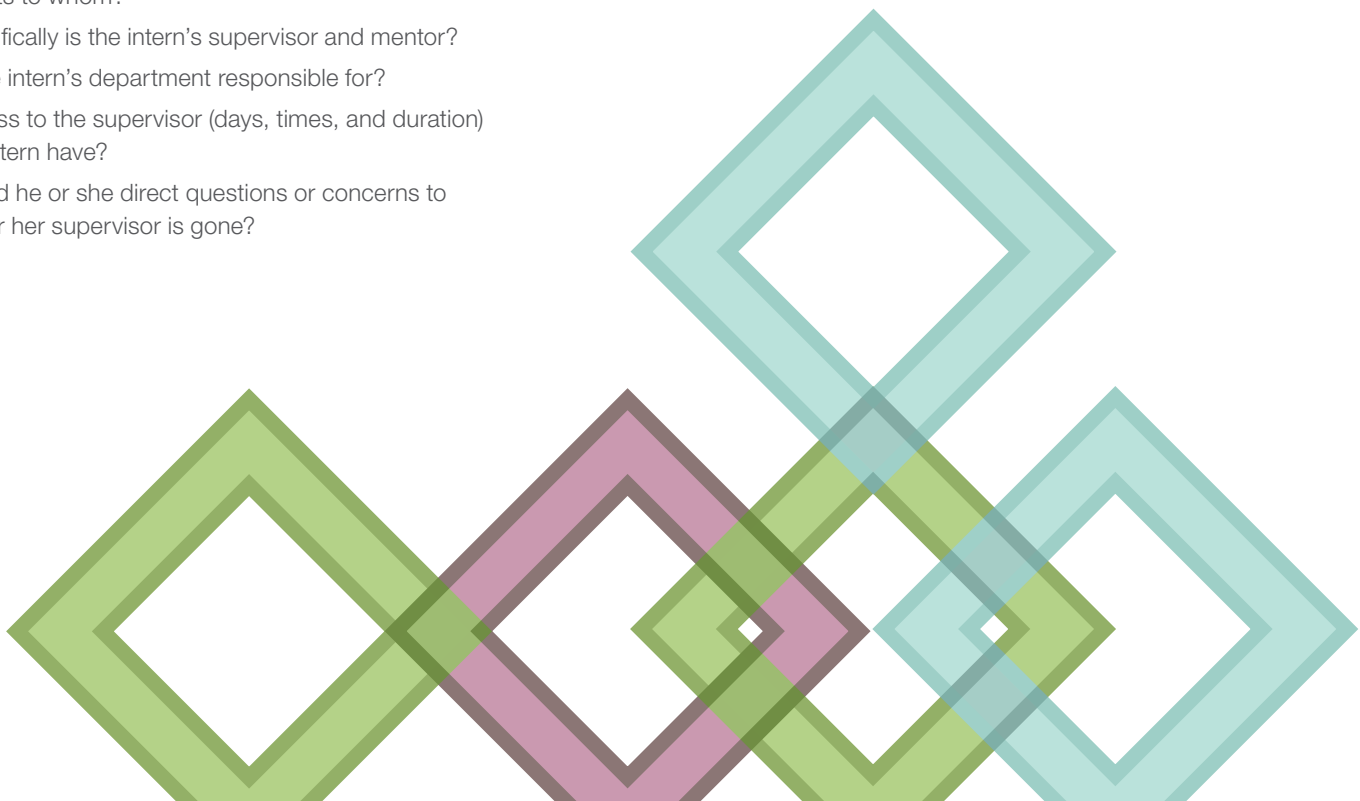 to whom?
fically is the intern's supervisor and mentor?
intern's department responsible for?
ss to the supervisor (days, times, and duration)
tern have?
d he or she direct questions or concerns to
r her supervisor is gone?